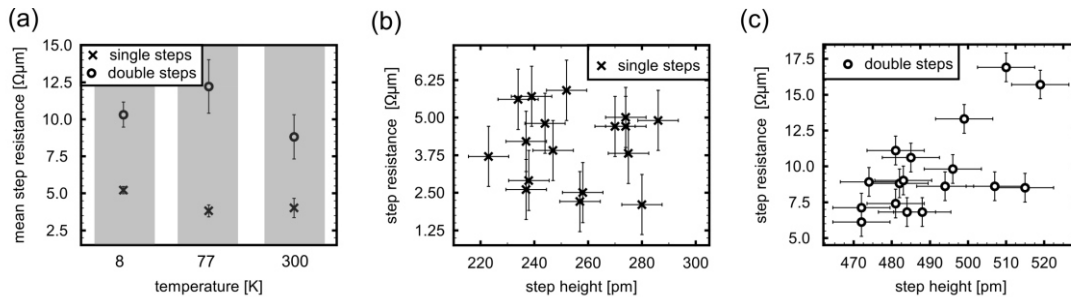 (a)
mean step resistance [Ωμm]
15.0
12.5
10.0
7.5
5.0
2.5
single steps
double steps
8
77
300
temperature [K]
(b)
step resistance [Ωμm]
6.25
5.00
3.75
2.50
1.25
single steps
220
240
260
280
300
step height [pm]
(c)
step resistance [Ωμm]
17.5
15.0
12.5
10.0
7.5
5.0
double steps
470
480
490
500
510
520
step height [pm]